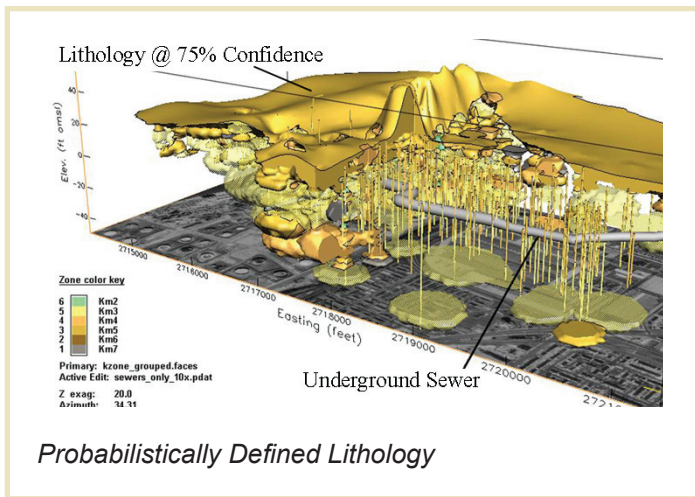 Lithology @ 75% Confidence
40
20
0
-20
-40
Elev. (ft amsl)
2715000
2716000
2717000
2718000
2719000
2720000
Easting (feet)
Zone color key
6 Km2
5 Km3
4 Km4
3 Km5
2 Km6
1 Km7
Primary: kzone_grouped.faces
Active Edit: sewers_only_10x.pdat
Z exag: 20.0
Azimuth: 34.31
Underground Sewer
Probabilistically Defined Lithology